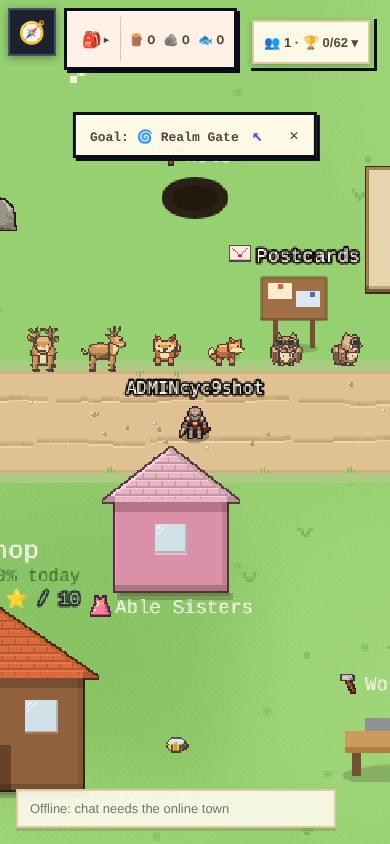 0 0 0
1 · 0/62 ▾
Goal: Realm Gate ×
Postcards
ADMINcyc9shot
hop
0% today
/ 10
Able Sisters
Wo
Offline: chat needs the online town